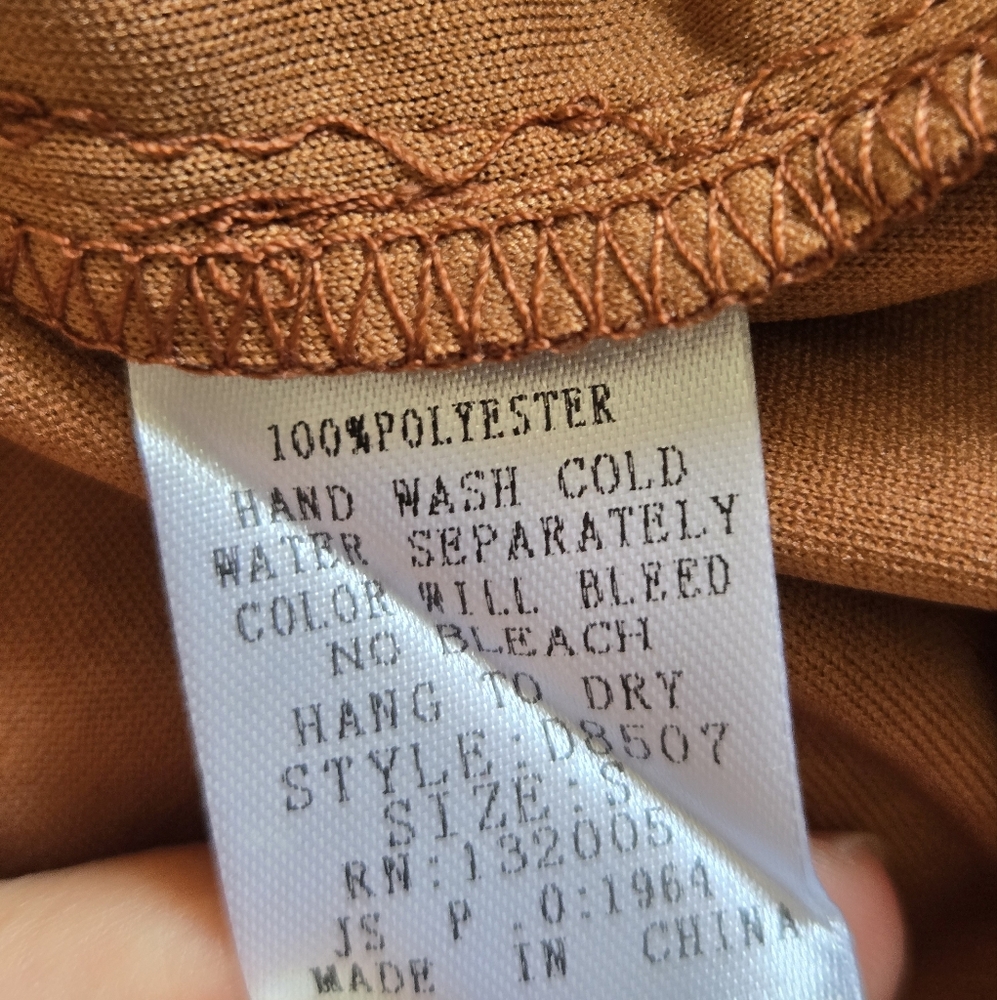 100%POLYESTER
HAND WASH COLD
WATER SEPARATELY
COLOR WILL BLEED
NO BLEACH
HANG TO DRY
STYLE:D8507
SIZE:S
RN:132005
JS P .O:1964
MADE IN CHINA